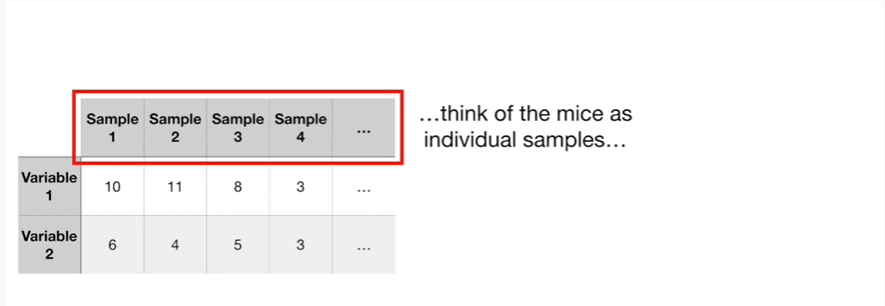 Sample 1 Sample 2 Sample 3 Sample 4 ...
Variable 1 10 11 8 3 ...
Variable 2 6 4 5 3 ...
...think of the mice as
individual samples...